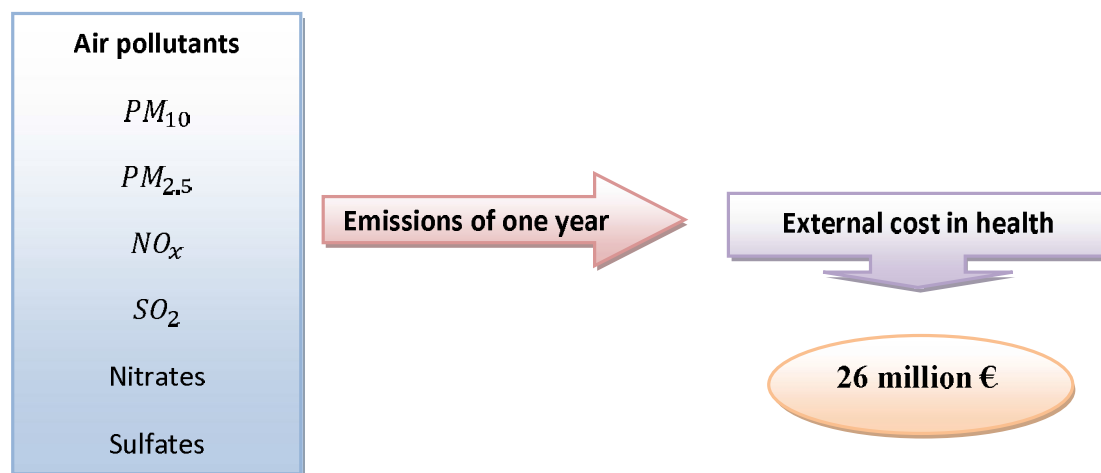 Air pollutants
PM₁₀
PM₂.₅
NOₓ
SO₂
Nitrates
Sulfates
Emissions of one year
External cost in health
26 million €